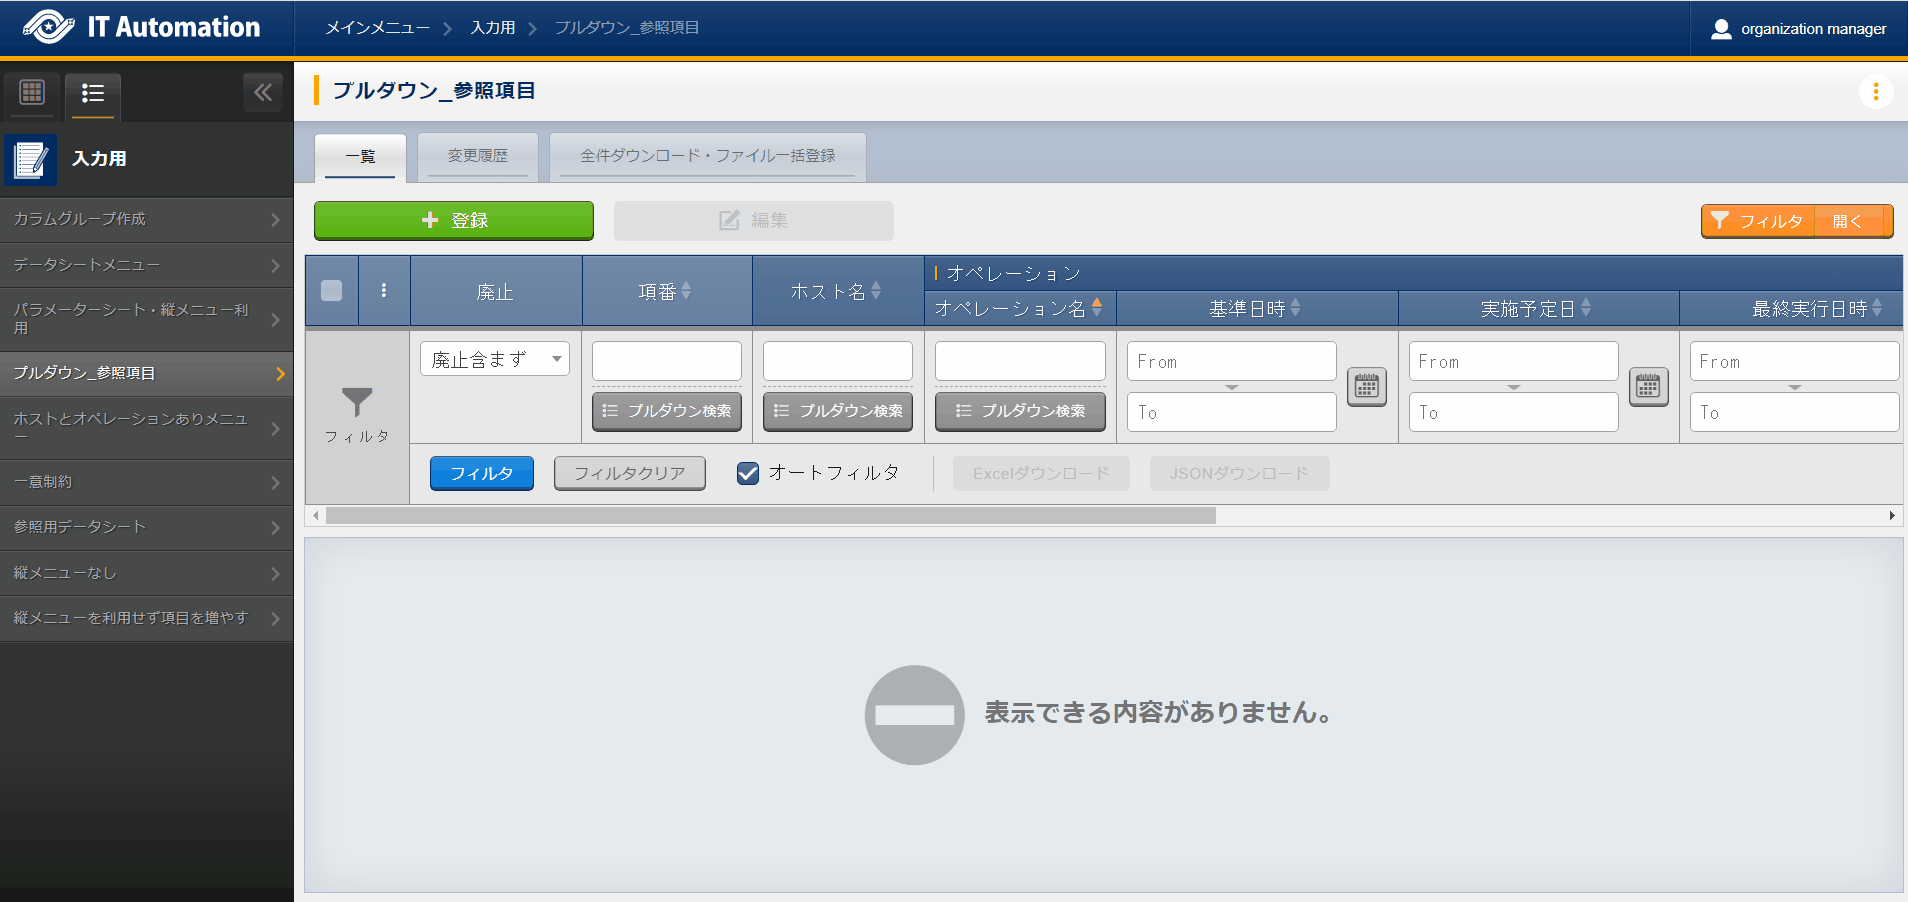 IT Automation
メインメニュー
入力用
プルダウン_参照項目
organization manager
入力用
カラムグループ作成
データシートメニュー
パラメーターシート・縦メニュー利
用
プルダウン_参照項目
ホストとオペレーションありメニュ
ー
一意制約
参照用データシート
縦メニューなし
縦メニューを利用せず項目を増やす
プルダウン_参照項目
一覧
変更履歴
全件ダウンロード・ファイル一括登録
登録
編集
フィルタ 開く
廃止
項番
ホスト名
オペレーション
オペレーション名
基準日時
実施予定日
最終実行日時
フィルタ
廃止含まず
プルダウン検索
プルダウン検索
プルダウン検索
From
To
From
To
From
To
フィルタ
フィルタクリア
オートフィルタ
Excelダウンロード
JSONダウンロード
表示できる内容がありません。